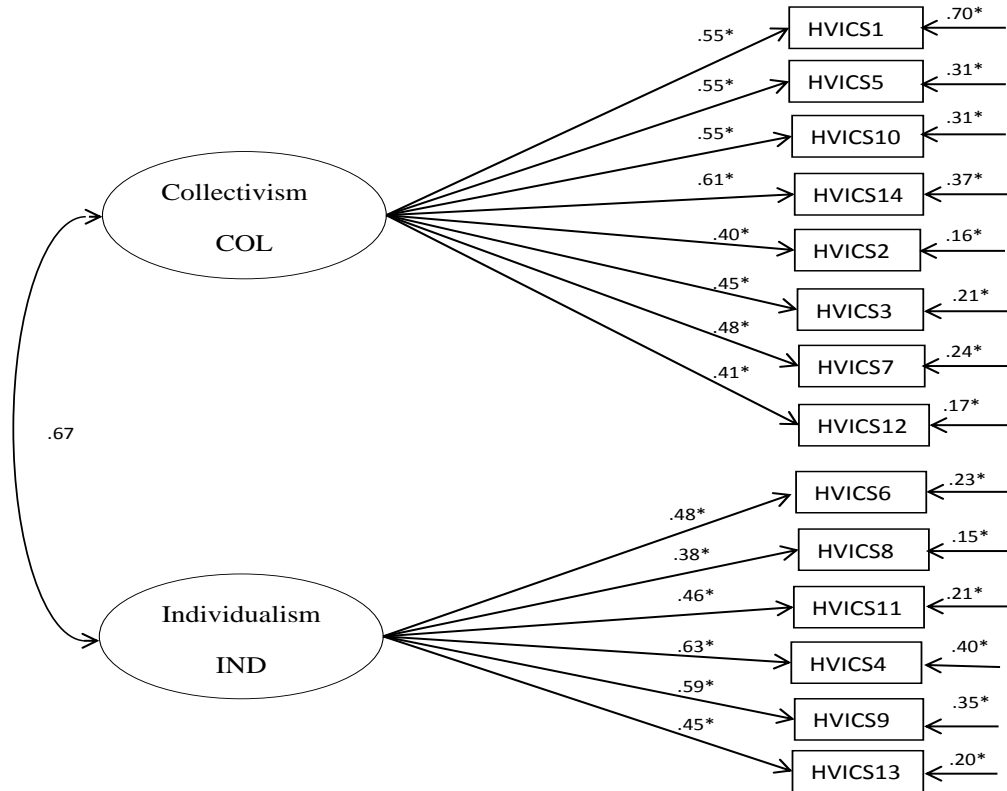 .55*
HVICS1
.70*
.55*
HVICS5
.31*
.55*
HVICS10
.31*
.61*
HVICS14
.37*
.40*
HVICS2
.16*
.45*
HVICS3
.21*
.48*
HVICS7
.24*
.41*
HVICS12
.17*
Collectivism
COL
.67
.48*
HVICS6
.23*
.38*
HVICS8
.15*
.46*
HVICS11
.21*
.63*
HVICS4
.40*
.59*
HVICS9
.35*
.45*
HVICS13
.20*
Individualism
IND